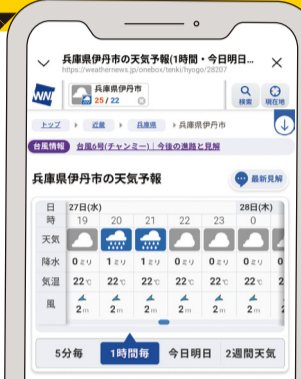 兵庫県伊丹市の天気予報(1時間・今日明日...
https://weathernews.jp/onebox/tenki/hyogo/28207
WNI 兵庫県伊丹市 検索 現在地
25 / 22
トップ 近畿 兵庫県 兵庫県伊丹市
台風情報 台風6号(チャンミー) 今後の進路と見解
兵庫県伊丹市の天気予報 最新見解
日 27日(水) 28日(木)
時 19 20 21 22 23 0
天気
降水 0ミリ 1ミリ 1ミリ 0ミリ 0ミリ 0ミリ
気温 22℃ 22℃ 22℃ 22℃ 22℃ 22℃
風 2m 2m 2m 2m 2m 2m
5分毎 1時間毎 今日明日 2週間天気